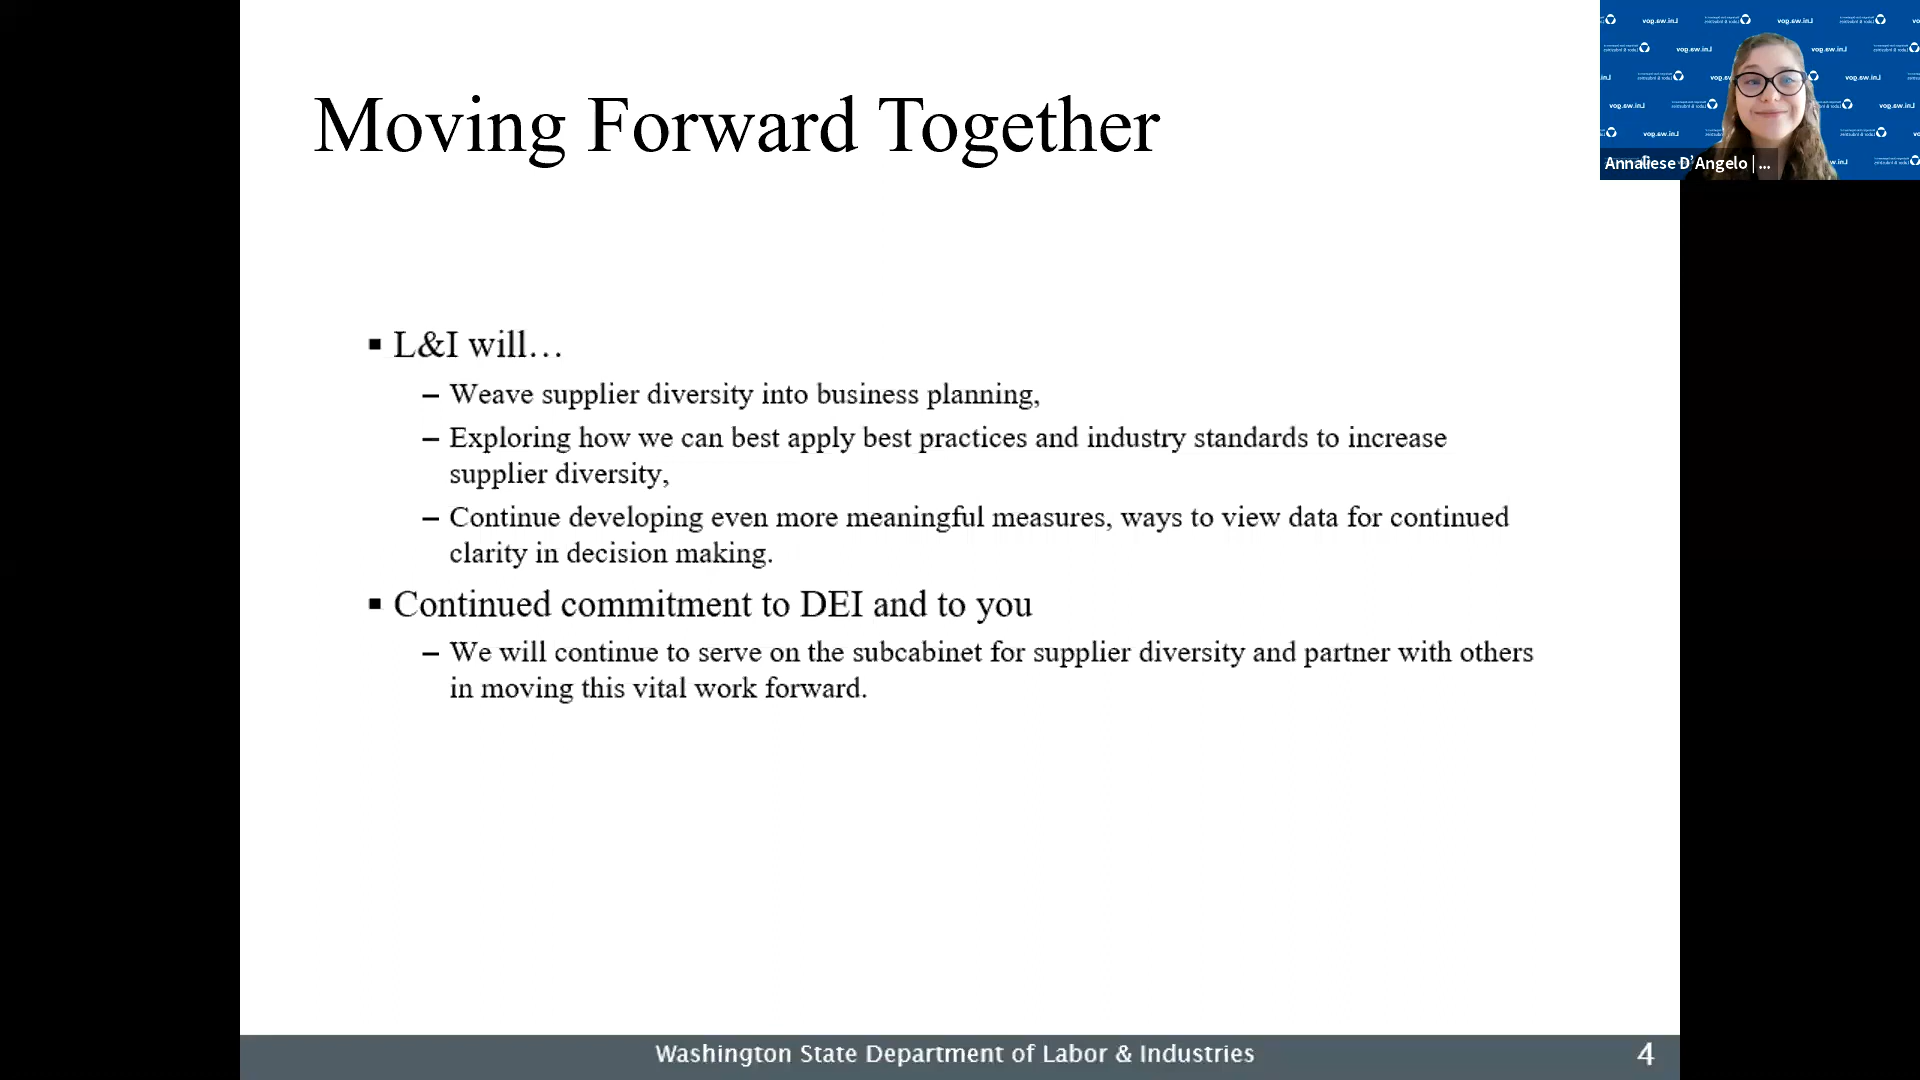 Moving Forward Together
▪ L&I will…
– Weave supplier diversity into business planning,
– Exploring how we can best apply best practices and industry standards to increase
supplier diversity,
– Continue developing even more meaningful measures, ways to view data for continued
clarity in decision making.
▪ Continued commitment to DEI and to you
– We will continue to serve on the subcabinet for supplier diversity and partner with others
in moving this vital work forward.
Washington State Department of Labor & Industries
4
Annaliese D’Angelo | ...
Lni.wa.gov